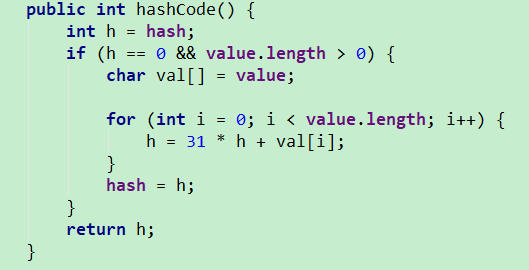 public int hashCode() {
int h = hash;
if (h == 0 && value.length > 0) {
char val[] = value;
for (int i = 0; i < value.length; i++) {
h = 31 * h + val[i];
}
hash = h;
}
return h;
}